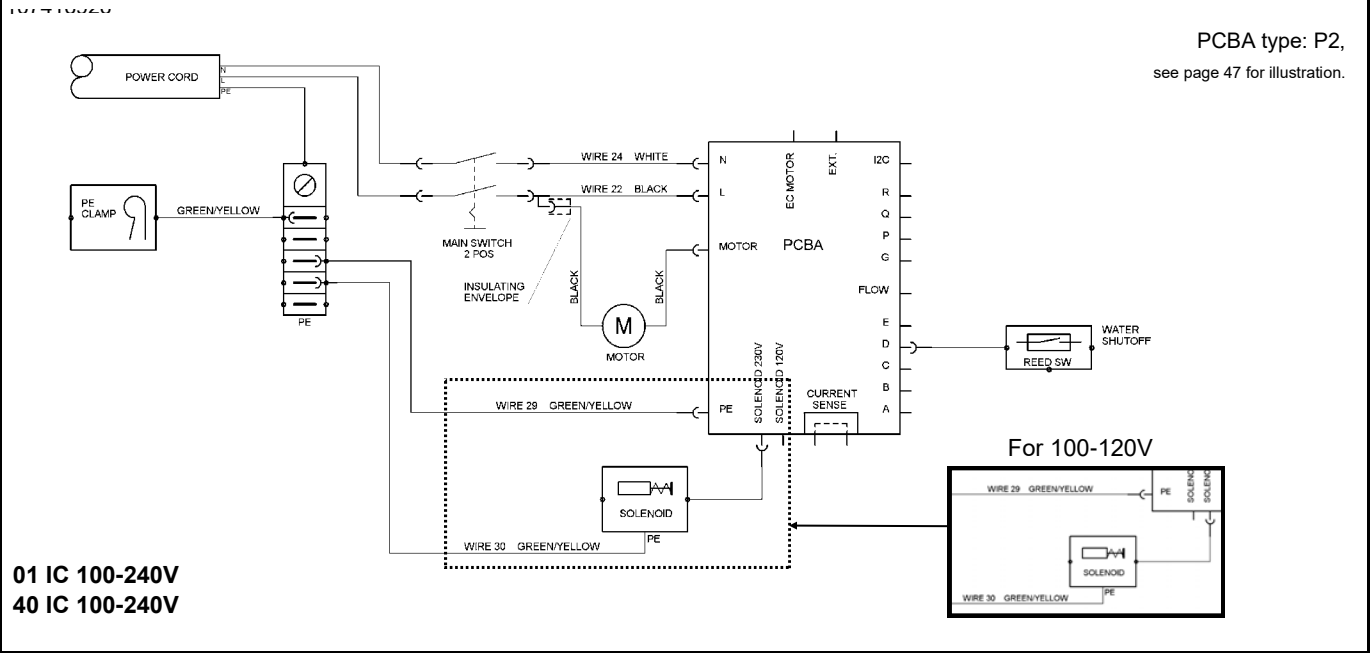 PCBA type: P2,
see page 47 for illustration.
POWER CORD
N
L
PE
PE
CLAMP
GREEN/YELLOW
PE
MAIN SWITCH
2 POS
WIRE 24 WHITE
WIRE 22 BLACK
INSULATING
ENVELOPE
BLACK
BLACK
M
MOTOR
N
L
MOTOR
PCBA
EC MOTOR
EXT.
I2C
R
Q
P
G
FLOW
E
D
C
B
A
REED SW
WATER
SHUTOFF
SOLENOID 230V
SOLENOID 120V
CURRENT
SENSE
PE
WIRE 29 GREEN/YELLOW
SOLENOID
PE
WIRE 30 GREEN/YELLOW
For 100-120V
WIRE 29 GREEN/YELLOW
PE
SOLENOID
PE
WIRE 30 GREEN/YELLOW
01 IC 100-240V
40 IC 100-240V